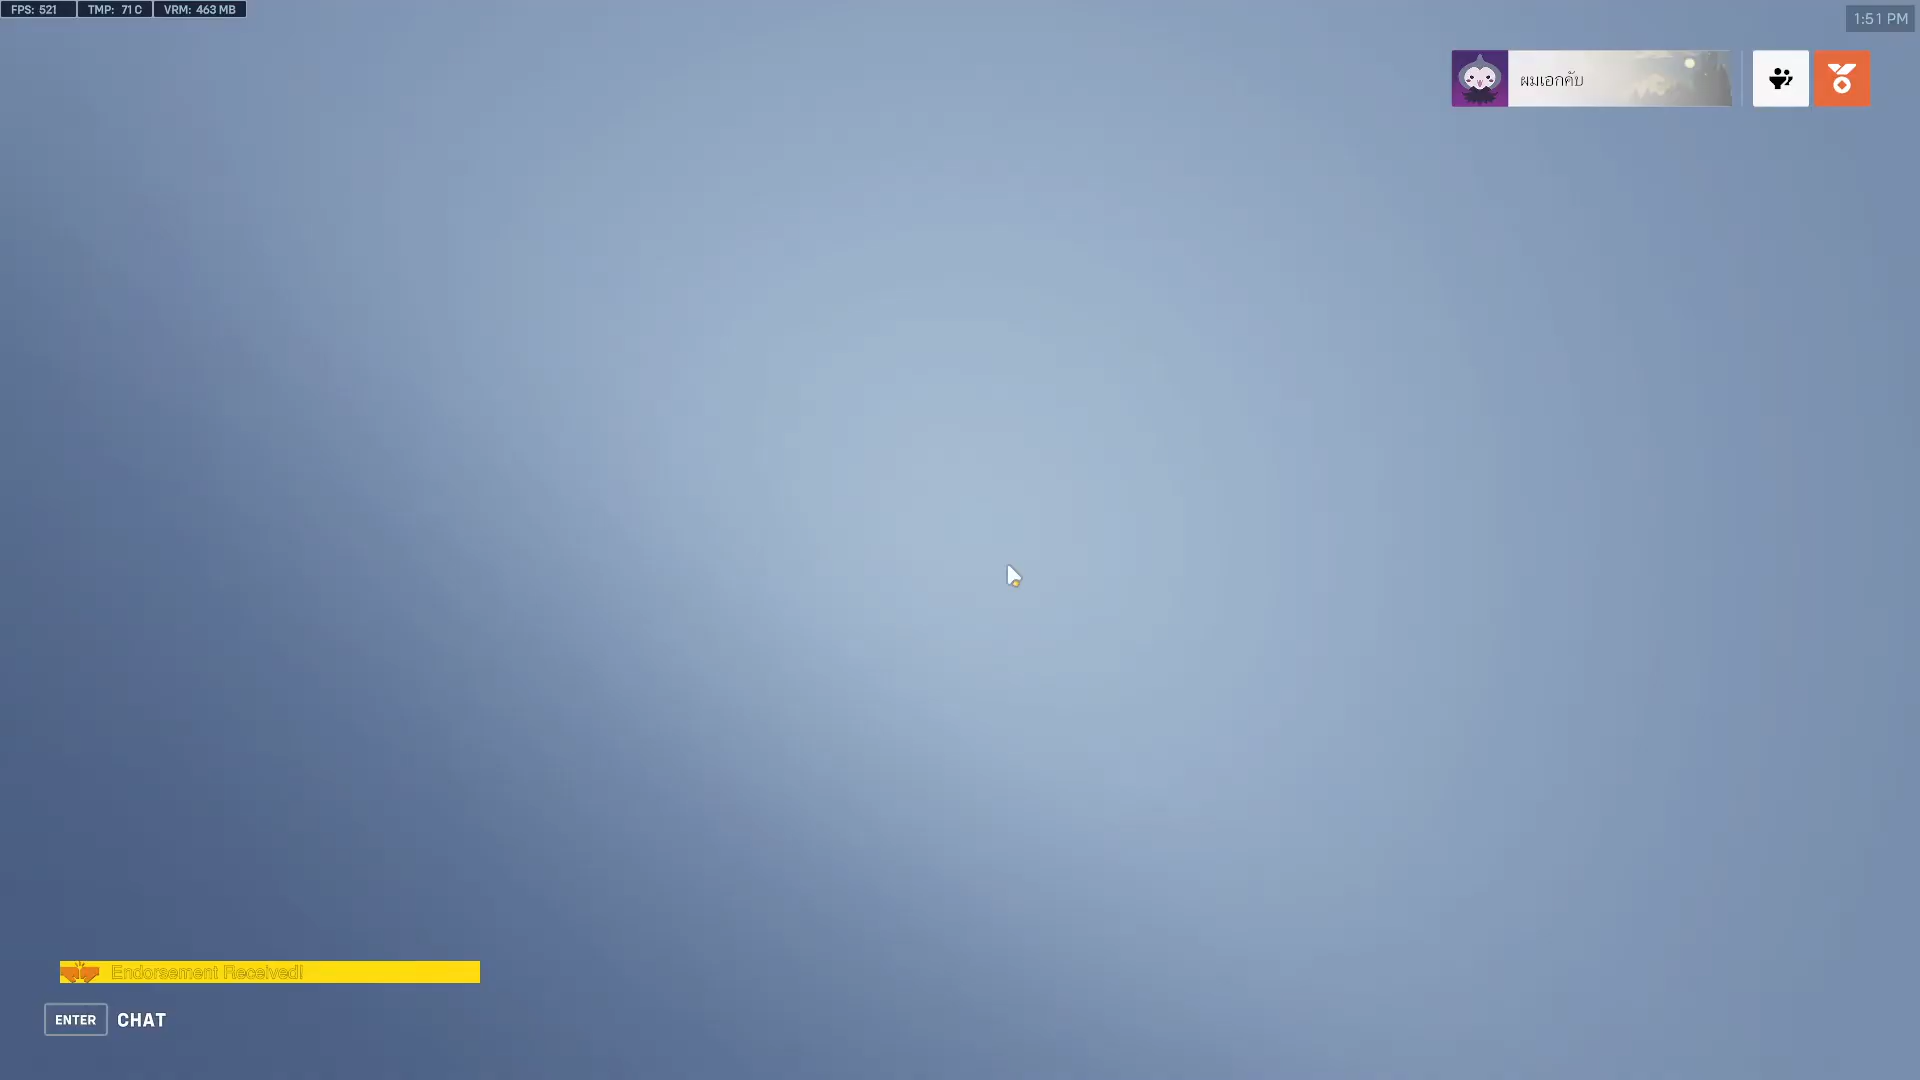 FPS: 521 TMP: 71 C VRM: 463 MB
1:51 PM
ผมเอกคับ
Endorsement Received!
ENTER CHAT